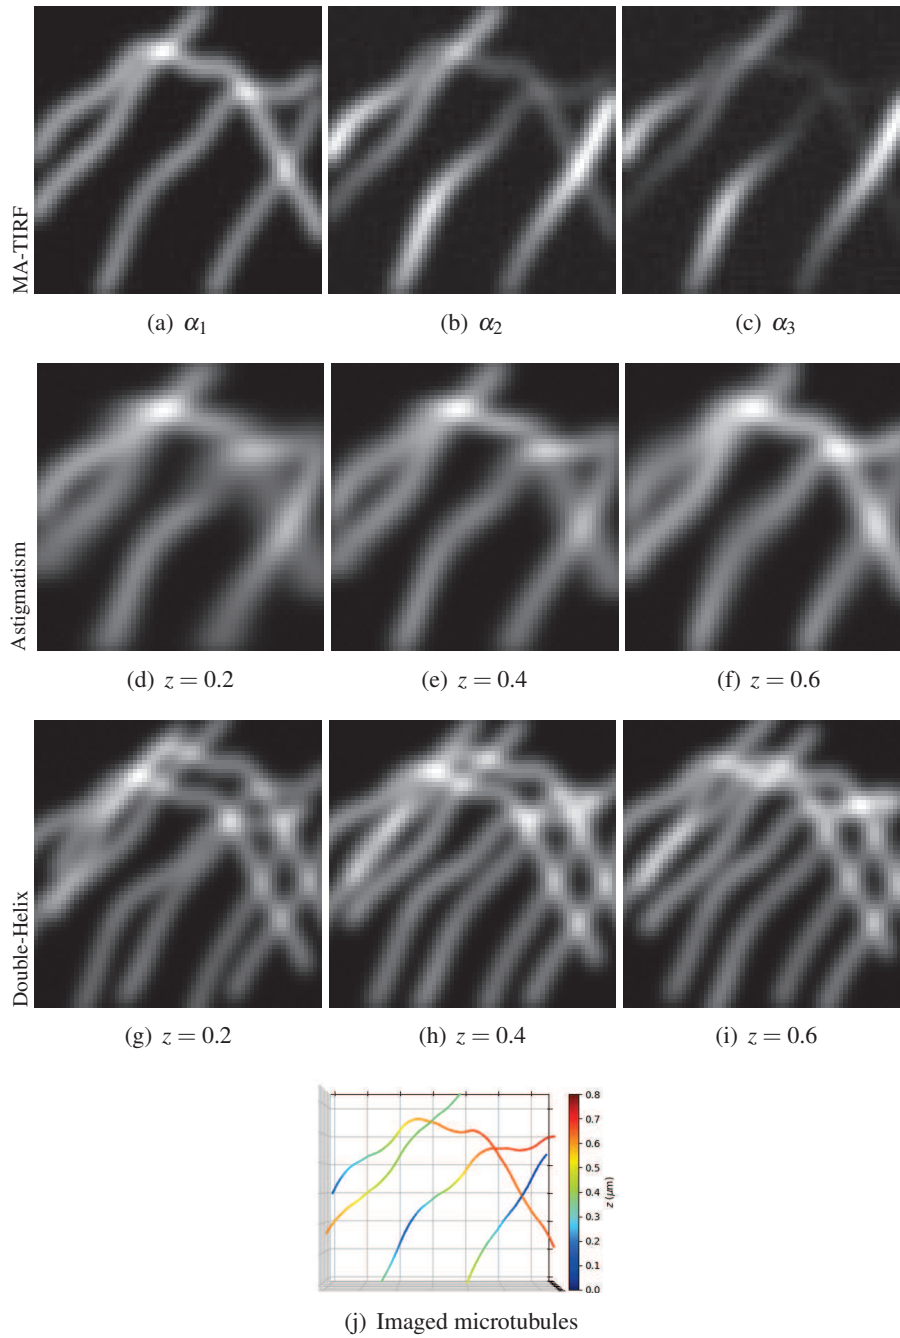 MA-TIRF
(a) α₁
(b) α₂
(c) α₃
Astigmatism
(d) z = 0.2
(e) z = 0.4
(f) z = 0.6
Double-Helix
(g) z = 0.2
(h) z = 0.4
(i) z = 0.6
0.8
0.7
0.6
0.5
0.4
0.3
0.2
0.1
0.0
z (μm)
(j) Imaged microtubules